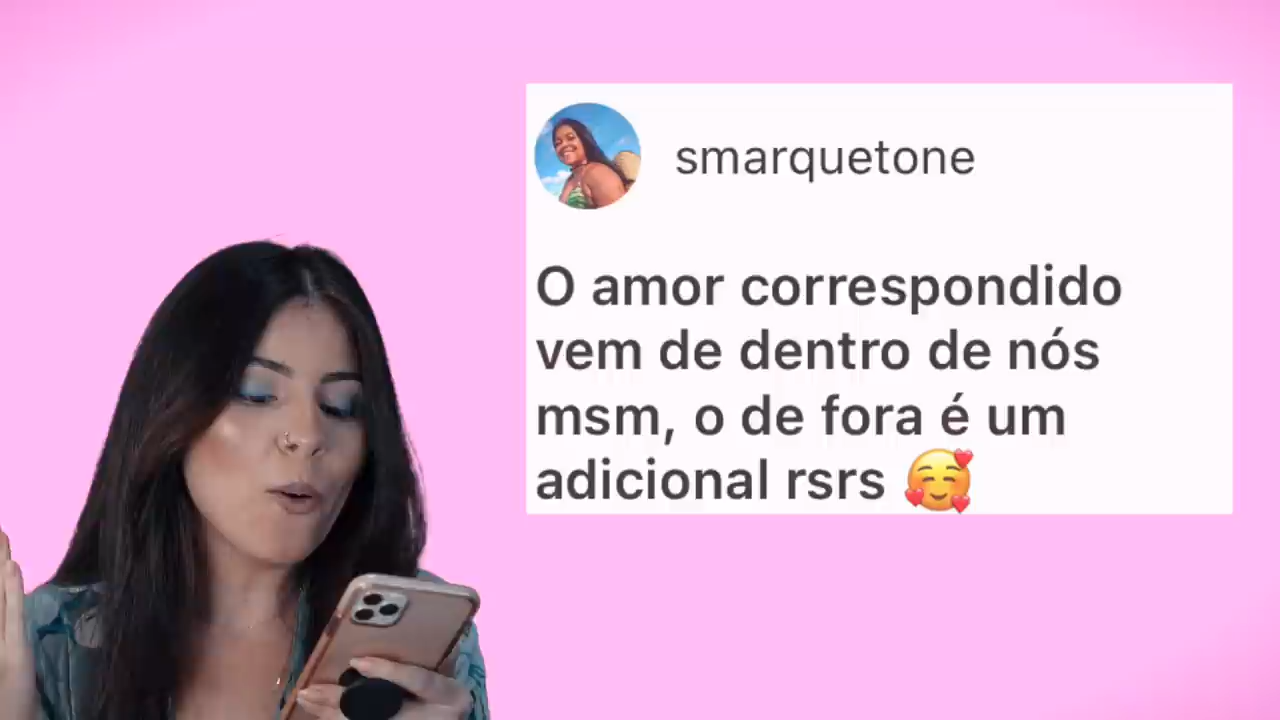 smarquetone
O amor correspondido
vem de dentro de nós
msm, o de fora é um
adicional rsrs 🥰